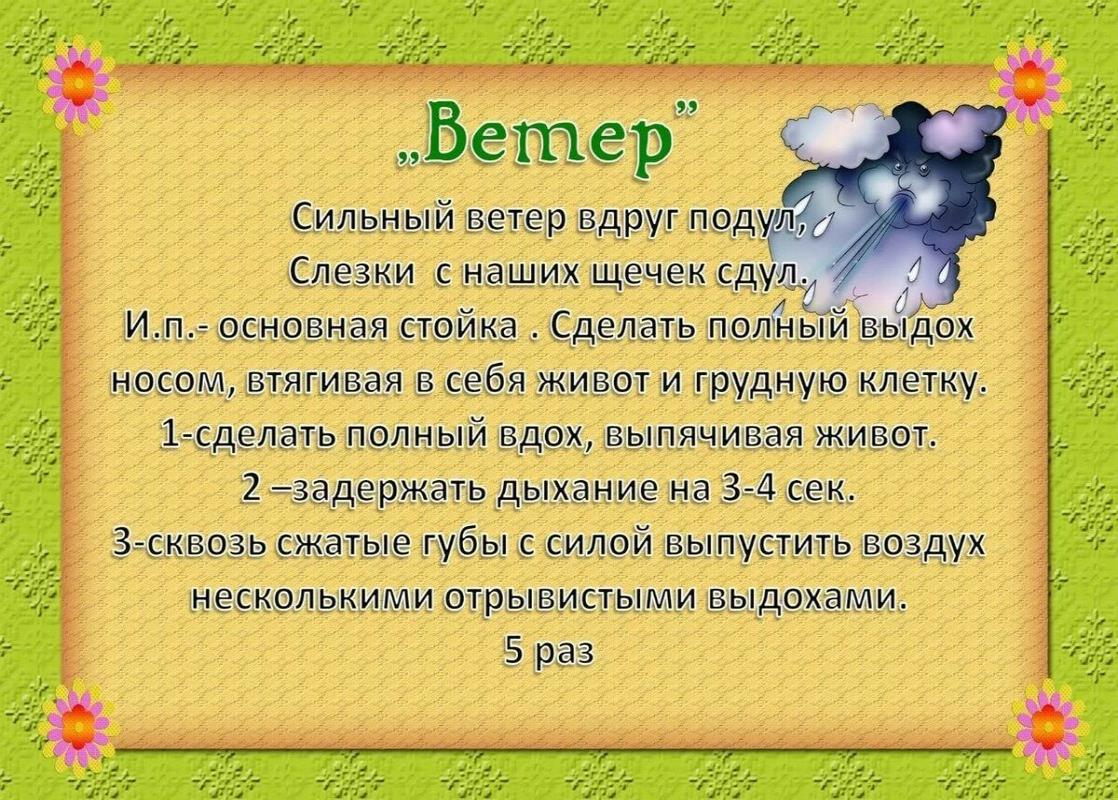 „Ветер”
Сильный ветер вдруг подул,
Слезки с наших щечек сдул.
И.п.- основная стойка . Сделать полный выдох
носом, втягивая в себя живот и грудную клетку.
1-сделать полный вдох, выпячивая живот.
2 –задержать дыхание на 3-4 сек.
3-сквозь сжатые губы с силой выпустить воздух
несколькими отрывистыми выдохами.
5 раз